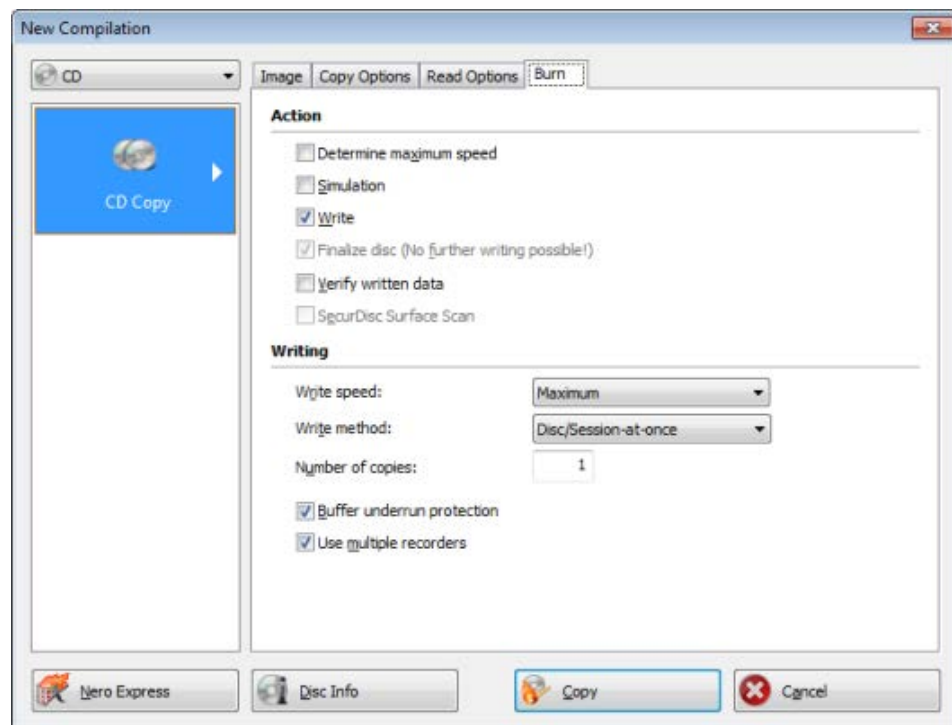 New Compilation
CD
Image Copy Options Read Options Burn
CD Copy
Action
Determine maximum speed
Simulation
Write
Finalize disc (No further writing possible!)
Verify written data
SecurDisc Surface Scan
Writing
Write speed: Maximum
Write method: Disc/Session-at-once
Number of copies: 1
Buffer underrun protection
Use multiple recorders
Nero Express Disc Info Copy Cancel